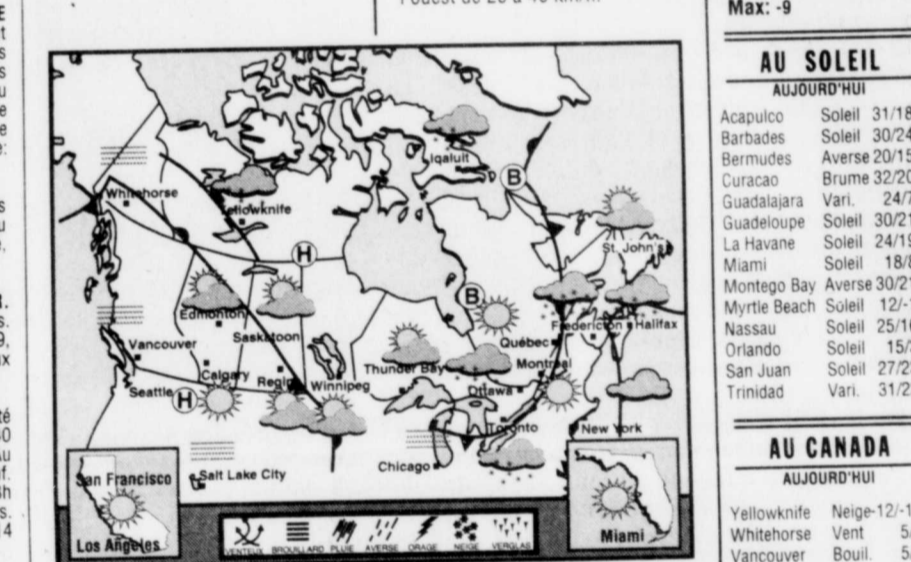 Max: -9
AU SOLEIL
AUJOURD'HUI
Acapulco Soleil 31/18
Barbades Soleil 30/24
Bermudes Averse 20/15
Curacao Brume 32/20
Guadalajara Vari. 24/
Guadeloupe Soleil 30/21
La Havane Soleil 24/19
Miami Soleil 18/
Montego Bay Averse 30/2
Myrtle Beach Soleil 12/-
Nassau Soleil 25/1
Orlando Soleil 15/
San Juan Soleil 27/2
Trinidad Vari. 31/2
AU CANADA
AUJOURD'HUI
Yellowknife Neige -12/-1
Whitehorse Vent 5
Vancouver Bouil. 5
Iqaluit
B
Whitehorse
Yellowknife
St. John's
H
B
Edmonton
Fredericton
Halifax
Saskatoon
Québec
Vancouver
Thunder Bay
Montréal
Calgary
Regina
Winnipeg
Ottawa
Seattle
H
Toronto
New York
Chicago
Salt Lake City
San Francisco
Los Angeles
Miami
VENTEUX BROUILLARD PLUIE AVERSE ORAGE NEIGE VERGLAS